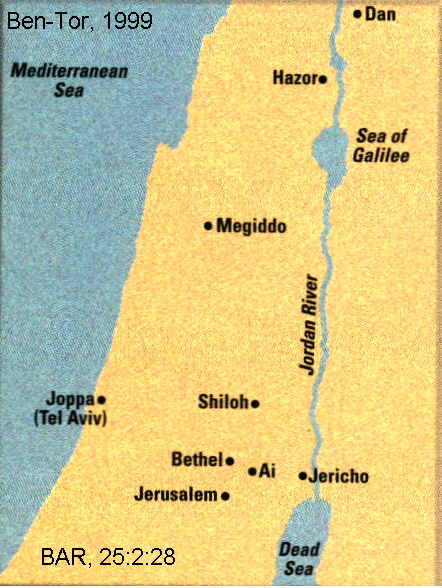 Ben-Tor, 1999
Dan
Mediterranean
Sea
Hazor
Sea of
Galilee
Megiddo
Jordan River
Joppa
(Tel Aviv)
Shiloh
Bethel
Ai
Jericho
Jerusalem
BAR, 25:2:28
Dead
Sea